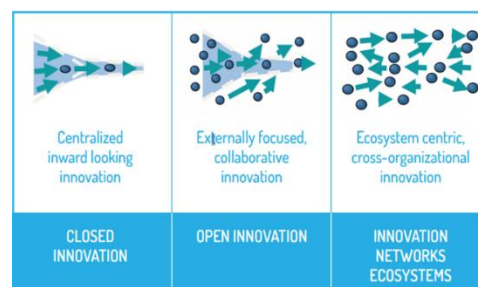 Centralized
inward looking
innovation
Externally focused,
collaborative
innovation
Ecosystem centric,
cross-organizational
innovation
CLOSED
INNOVATION
OPEN INNOVATION
INNOVATION
NETWORKS
ECOSYSTEMS